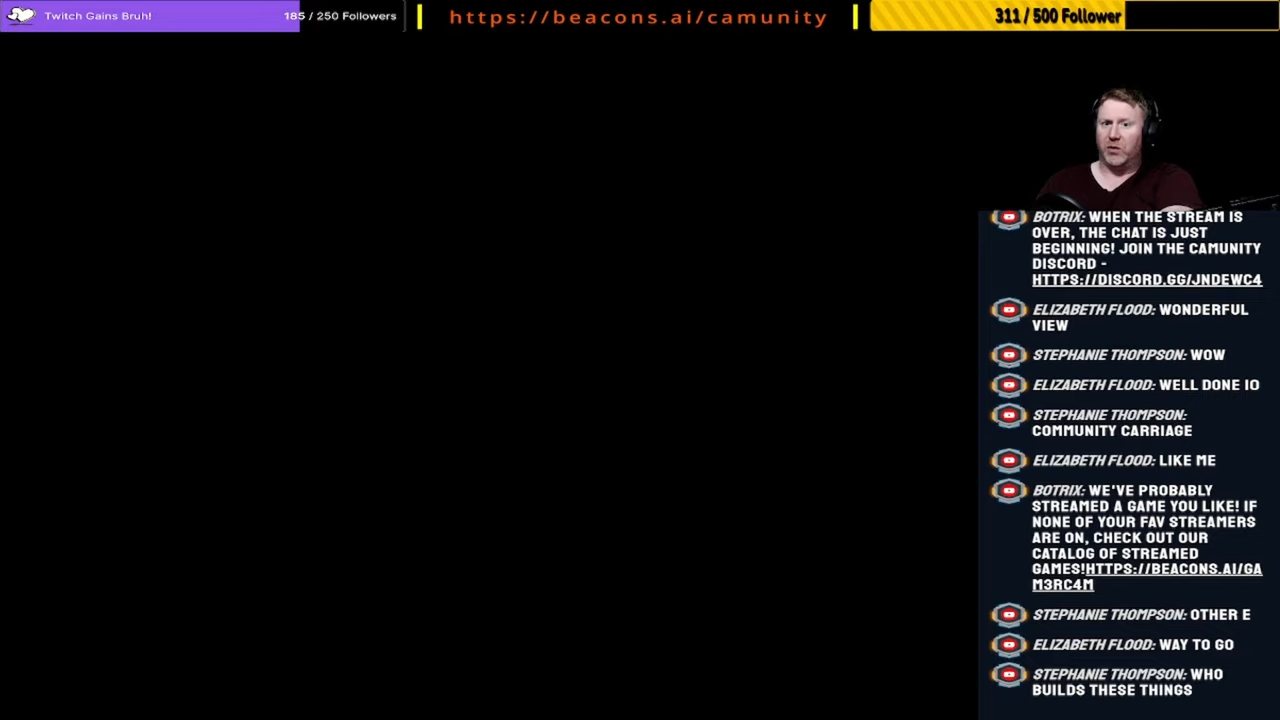 Twitch Gains Bruh!
185 / 250 Followers
https://beacons.ai/camunity
311 / 500 Follower
BOTRIX: WHEN THE STREAM IS
OVER, THE CHAT IS JUST
BEGINNING! JOIN THE CAMUNITY
DISCORD -
HTTPS://DISCORD.GG/JNDEWC4
ELIZABETH FLOOD: WONDERFUL
VIEW
STEPHANIE THOMPSON: WOW
ELIZABETH FLOOD: WELL DONE IO
STEPHANIE THOMPSON:
COMMUNITY CARRIAGE
ELIZABETH FLOOD: LIKE ME
BOTRIX: WE'VE PROBABLY
STREAMED A GAME YOU LIKE! IF
NONE OF YOUR FAV STREAMERS
ARE ON, CHECK OUT OUR
CATALOG OF STREAMED
GAMES!HTTPS://BEACONS.AI/GA
M3RC4M
STEPHANIE THOMPSON: OTHER E
ELIZABETH FLOOD: WAY TO GO
STEPHANIE THOMPSON: WHO
BUILDS THESE THINGS